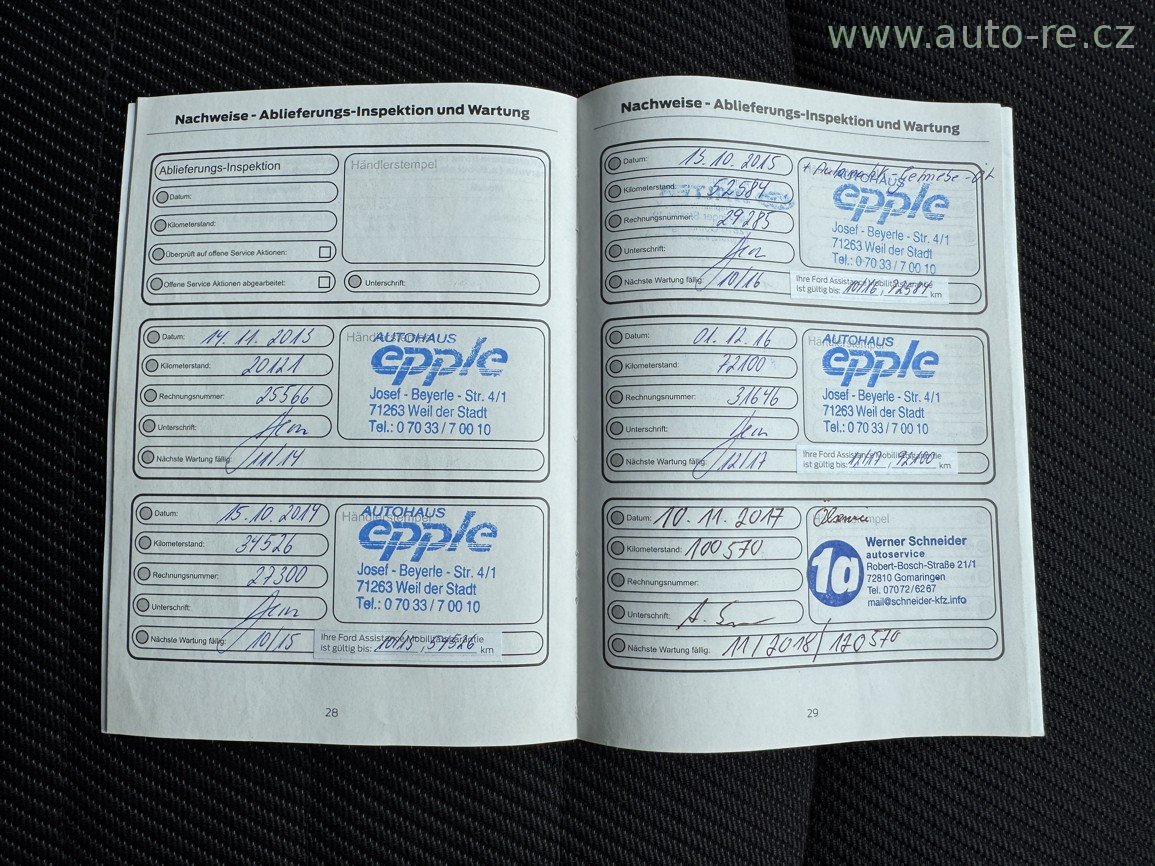 www.auto-re.cz
Nachweise - Ablieferungs-Inspektion und Wartung
Ablieferungs-Inspektion
Händlerstempel
Datum:
Kilometerstand:
Überprüft auf offene Service Aktionen:
Offene Service Aktionen abgearbeitet:
Unterschrift:
Datum: 14.11.2013
Kilometerstand: 20121
Rechnungsnummer: 25566
Unterschrift:
Nächste Wartung fällig: 11/14
Händlerstempel
AUTOHAUS
epple
Josef - Beyerle - Str. 4/1
71263 Weil der Stadt
Tel.: 0 70 33 / 7 00 10
Datum: 15.10.2014
Kilometerstand: 34526
Rechnungsnummer: 27300
Unterschrift:
Nächste Wartung fällig: 10/15
Händlerstempel
AUTOHAUS
epple
Josef - Beyerle - Str. 4/1
71263 Weil der Stadt
Tel.: 0 70 33 / 7 00 10
Ihre Ford Assistance Mobilitätsgarantie
ist gültig bis: 10/15, 54526 km
28
Nachweise - Ablieferungs-Inspektion und Wartung
Datum: 13.10.2015
Kilometerstand: 52584
Rechnungsnummer: 29285
Unterschrift:
Nächste Wartung fällig: 10/16
+ Automatik-Getriebe-Öl
AUTOHAUS
epple
Josef - Beyerle - Str. 4/1
71263 Weil der Stadt
Tel.: 0 70 33 / 7 00 10
Ihre Ford Assistance Mobilitätsgarantie
ist gültig bis: 10/16, 72584 km
Datum: 01.12.16
Kilometerstand: 72100
Rechnungsnummer: 31646
Unterschrift:
Nächste Wartung fällig: 12/17
Händlerstempel
AUTOHAUS
epple
Josef - Beyerle - Str. 4/1
71263 Weil der Stadt
Tel.: 0 70 33 / 7 00 10
Ihre Ford Assistance Mobilitätsgarantie
ist gültig bis: 12/17, km
Datum: 10.11.2017
Kilometerstand: 100570
Rechnungsnummer:
Unterschrift:
Nächste Wartung fällig: 11/2018/120570
Händlerstempel
1a
Werner Schneider
autoservice
Robert-Bosch-Straße 21/1
72810 Gomaringen
Tel. 07072/6267
mail@schneider-kfz.info
29